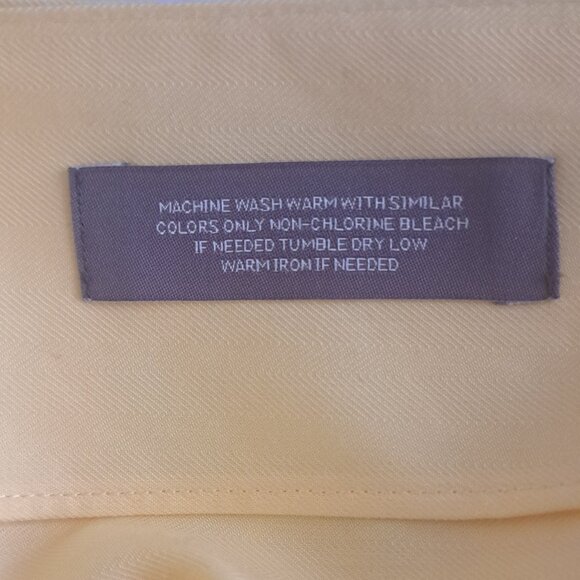 MACHINE WASH WARM WITH SIMILAR
COLORS ONLY NON-CHLORINE BLEACH
IF NEEDED TUMBLE DRY LOW
WARM IRON IF NEEDED